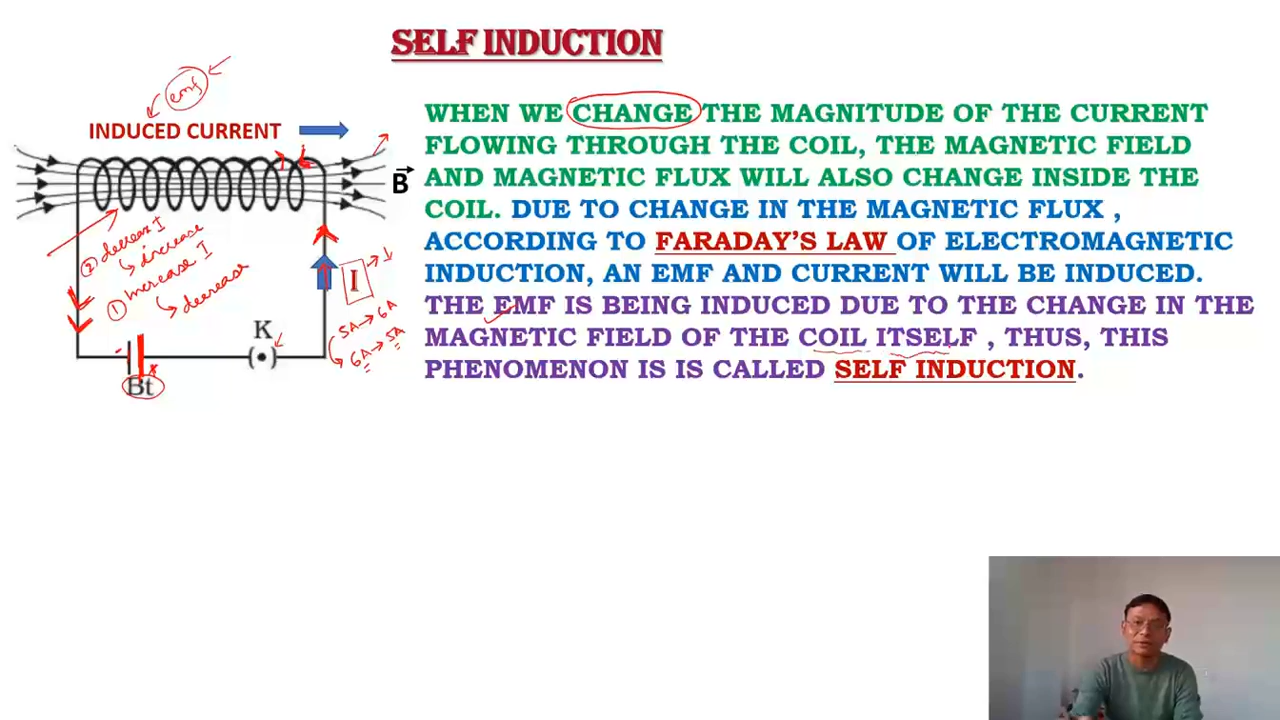 SELF INDUCTION
emf
INDUCED CURRENT
B
WHEN WE CHANGE THE MAGNITUDE OF THE CURRENT
FLOWING THROUGH THE COIL, THE MAGNETIC FIELD
AND MAGNETIC FLUX WILL ALSO CHANGE INSIDE THE
COIL. DUE TO CHANGE IN THE MAGNETIC FLUX ,
ACCORDING TO FARADAY'S LAW OF ELECTROMAGNETIC
INDUCTION, AN EMF AND CURRENT WILL BE INDUCED.
THE EMF IS BEING INDUCED DUE TO THE CHANGE IN THE
MAGNETIC FIELD OF THE COIL ITSELF , THUS, THIS
PHENOMENON IS IS CALLED SELF INDUCTION.
② decreas I
↳ increase
① increase I
↳ decrease
I → ↓
5A → 6A
6A → 5A
K
Bt